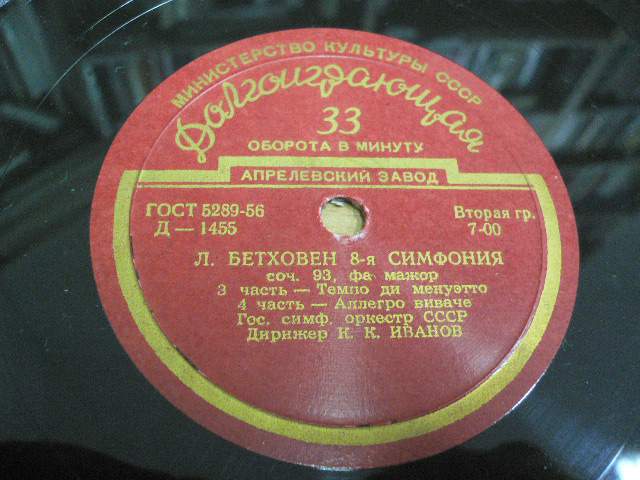 МИНИСТЕРСТВО КУЛЬТУРЫ СССР
Долгоиграющая
33
ОБОРОТА В МИНУТУ
АПРЕЛЕВСКИЙ ЗАВОД
ГОСТ 5289-56
Д — 1455
Вторая гр.
7-00
Л. БЕТХОВЕН 8-я СИМФОНИЯ
соч. 93, фа мажор
3 часть — Темпо ди менуэтто
4 часть — Аллегро виваче
Гос. симф. оркестр СССР
Дирижер К. К. ИВАНОВ